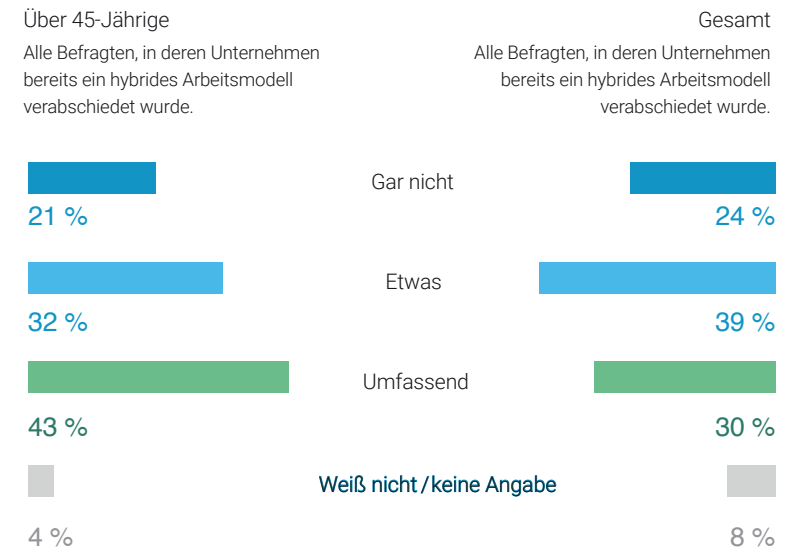 Über 45-Jährige
Alle Befragten, in deren Unternehmen
bereits ein hybrides Arbeitsmodell
verabschiedet wurde.
Gesamt
Alle Befragten, in deren Unternehmen
bereits ein hybrides Arbeitsmodell
verabschiedet wurde.
Gar nicht
21 %
24 %
Etwas
32 %
39 %
Umfassend
43 %
30 %
Weiß nicht / keine Angabe
4 %
8 %